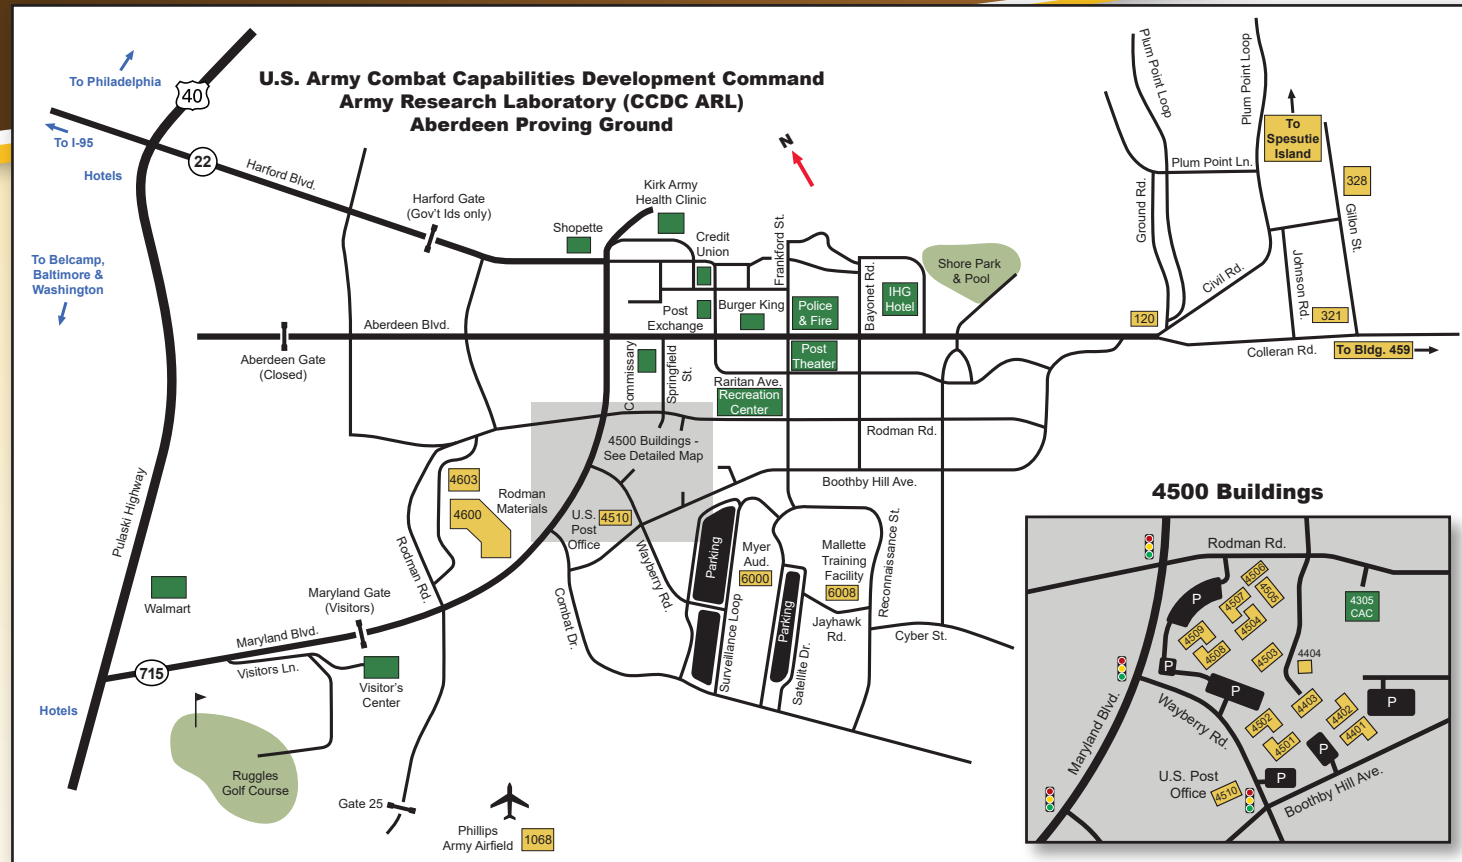 U.S. Army Combat Capabilities Development Command
Army Research Laboratory (CCDC ARL)
Aberdeen Proving Ground
To Philadelphia
40
To I-95
Hotels
22
Harford Blvd.
Harford Gate
(Gov't Ids only)
Shopette
Kirk Army
Health Clinic
Credit
Union
N
Frankford St.
Bayonet Rd.
IHG
Hotel
Shore Park
& Pool
Plum Point Loop
Plum Point Loop
To
Spesutie
Island
Plum Point Ln.
328
Ground Rd.
Gillon St.
Civil Rd.
Johnson Rd.
321
120
Colleran Rd.
To Bldg. 459
To Belcamp,
Baltimore &
Washington
Aberdeen Blvd.
Aberdeen Gate
(Closed)
Post
Exchange
Burger King
Police
& Fire
Post
Theater
Commissary
Springfield
St.
Raritan Ave.
Recreation
Center
Rodman Rd.
4500 Buildings -
See Detailed Map
Boothby Hill Ave.
4603
4600
Rodman
Materials
U.S.
Post
Office
4510
Pulaski Highway
Rodman Rd.
Wayberry Rd.
Combat Dr.
Parking
Myer
Aud.
6000
Parking
Mallette
Training
Facility
6008
Reconnaissance St.
Jayhawk
Rd.
Cyber St.
Surveillance Loop
Satellite Dr.
Walmart
Maryland Gate
(Visitors)
Maryland Blvd.
715
Visitors Ln.
Visitor's
Center
Hotels
Ruggles
Golf Course
Gate 25
Phillips
Army Airfield
1068
4500 Buildings
Rodman Rd.
4506
4505
4507
4504
4305
CAC
P
4509
4508
4503
4404
P
P
4403
4402
4401
P
4502
4501
P
P
Wayberry Rd.
Maryland Blvd.
U.S. Post
Office
4510
Boothby Hill Ave.